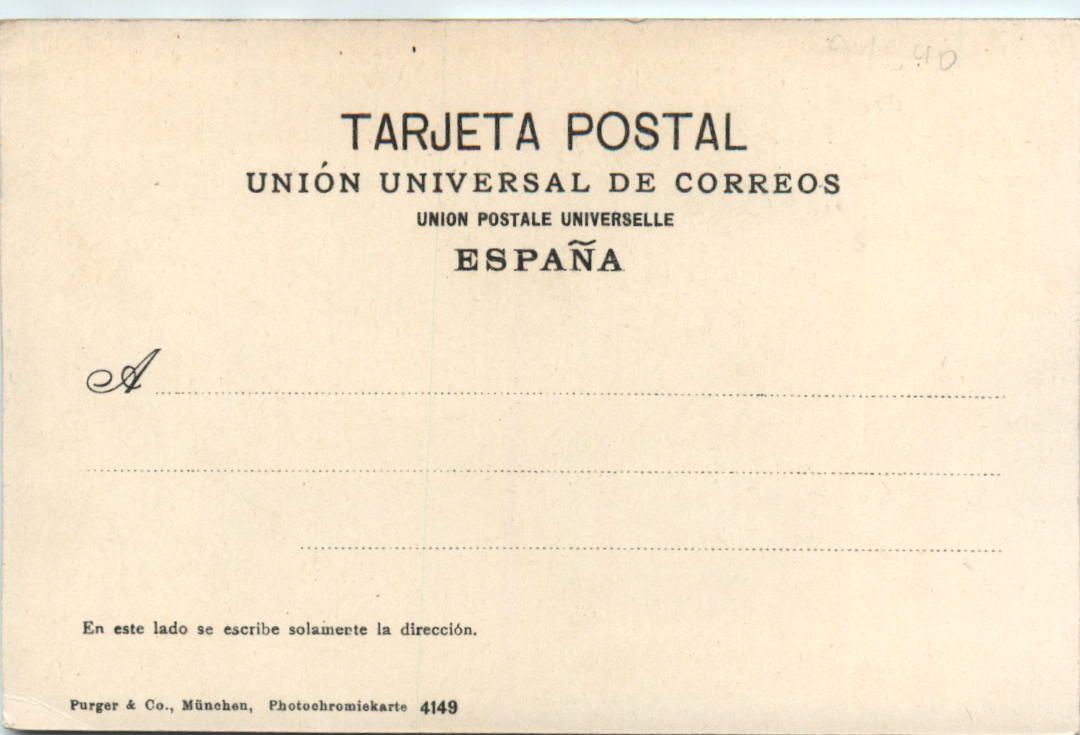 TARJETA POSTAL
UNIÓN UNIVERSAL DE CORREOS
UNION POSTALE UNIVERSELLE
ESPAÑA
A
En este lado se escribe solamente la dirección.
Purger & Co., München, Photochromiekarte 4149